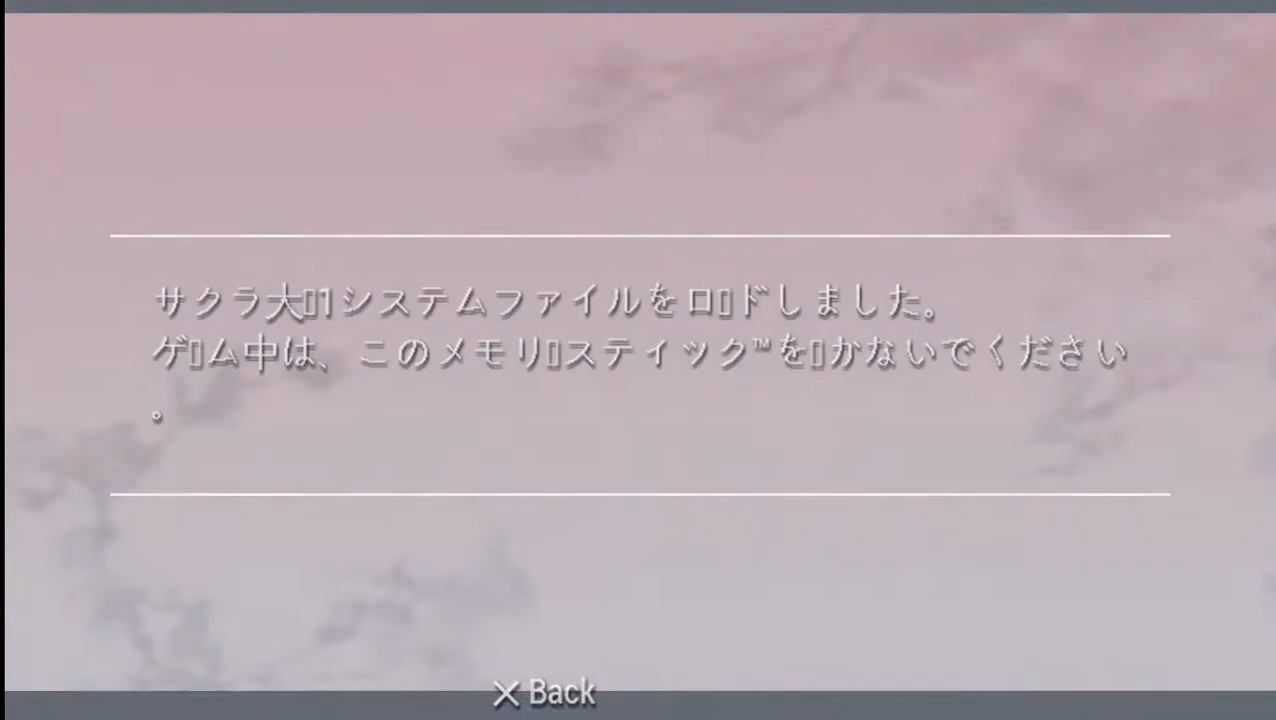 サクラ大▯1システムファイルをロ▯ドしました。
ゲ▯ム中は、このメモリ▯スティック™を▯かないでください
。
✕ Back